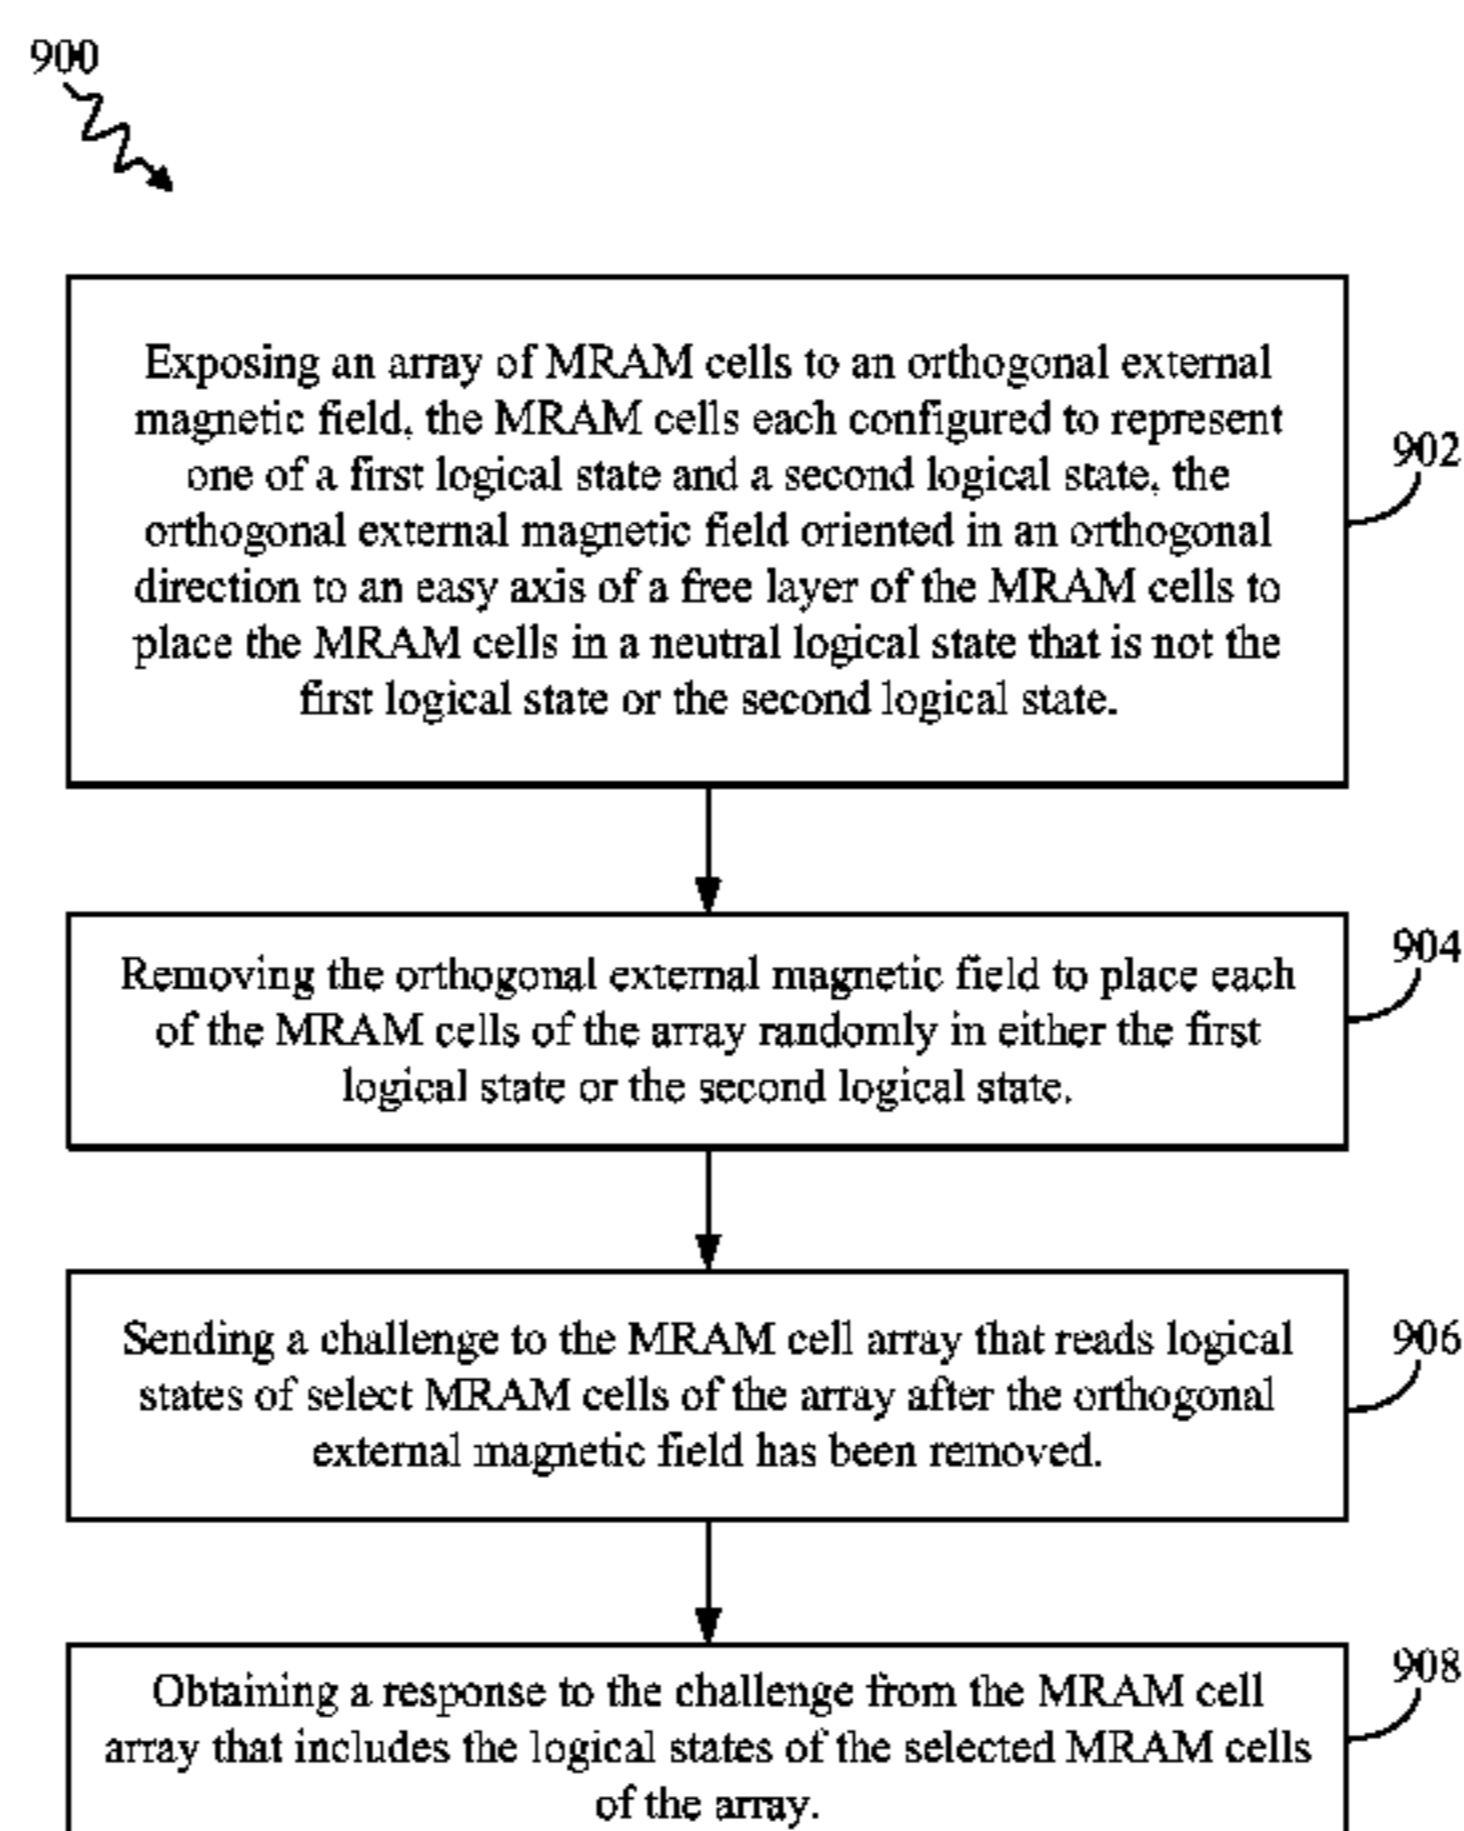 900
Exposing an array of MRAM cells to an orthogonal external
magnetic field, the MRAM cells each configured to represent
one of a first logical state and a second logical state, the
orthogonal external magnetic field oriented in an orthogonal
direction to an easy axis of a free layer of the MRAM cells to
place the MRAM cells in a neutral logical state that is not the
first logical state or the second logical state.
902
Removing the orthogonal external magnetic field to place each
of the MRAM cells of the array randomly in either the first
logical state or the second logical state.
904
Sending a challenge to the MRAM cell array that reads logical
states of select MRAM cells of the array after the orthogonal
external magnetic field has been removed.
906
Obtaining a response to the challenge from the MRAM cell
array that includes the logical states of the selected MRAM cells
of the array.
908